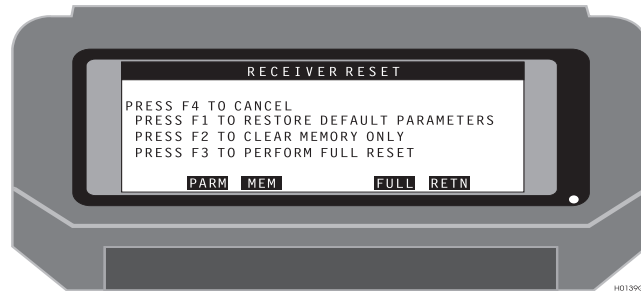 RECEIVER RESET
PRESS F4 TO CANCEL
PRESS F1 TO RESTORE DEFAULT PARAMETERS
PRESS F2 TO CLEAR MEMORY ONLY
PRESS F3 TO PERFORM FULL RESET
PARM MEM FULL RETN